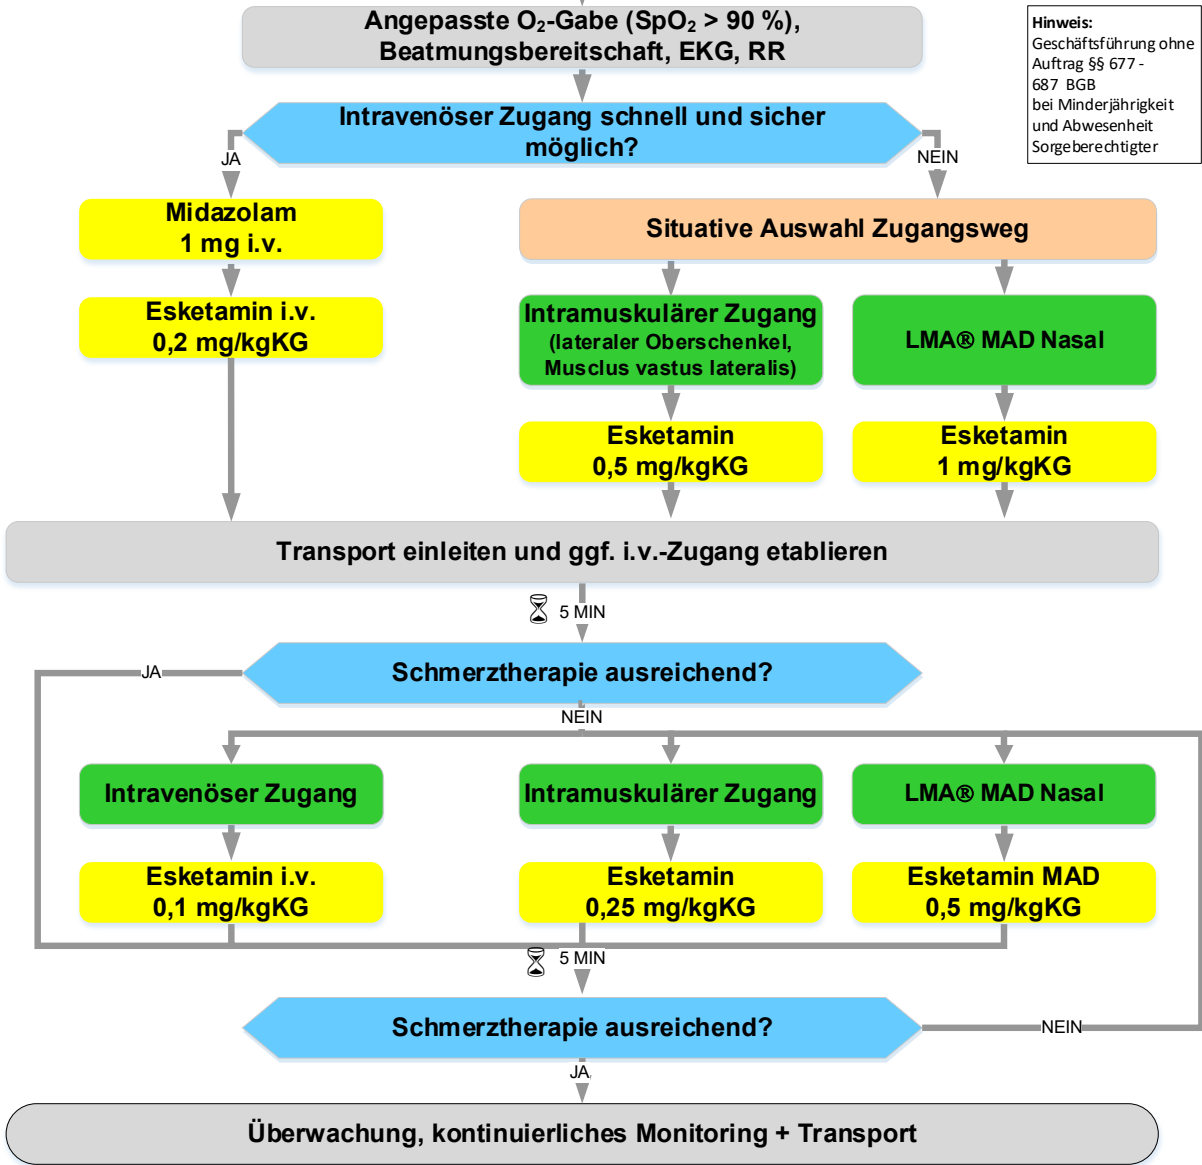 Angepasste O₂-Gabe (SpO₂ > 90 %),
Beatmungsbereitschaft, EKG, RR
Hinweis:
Geschäftsführung ohne
Auftrag §§ 677 -
687 BGB
bei Minderjährigkeit
und Abwesenheit
Sorgeberechtigter
Intravenöser Zugang schnell und sicher
möglich?
JA
NEIN
Midazolam
1 mg i.v.
Situative Auswahl Zugangsweg
Esketamin i.v.
0,2 mg/kgKG
Intramuskulärer Zugang
(lateraler Oberschenkel,
Musclus vastus lateralis)
LMA® MAD Nasal
Esketamin
0,5 mg/kgKG
Esketamin
1 mg/kgKG
Transport einleiten und ggf. i.v.-Zugang etablieren
5 MIN
Schmerztherapie ausreichend?
JA
NEIN
Intravenöser Zugang
Intramuskulärer Zugang
LMA® MAD Nasal
Esketamin i.v.
0,1 mg/kgKG
Esketamin
0,25 mg/kgKG
Esketamin MAD
0,5 mg/kgKG
5 MIN
Schmerztherapie ausreichend?
NEIN
JA
Überwachung, kontinuierliches Monitoring + Transport